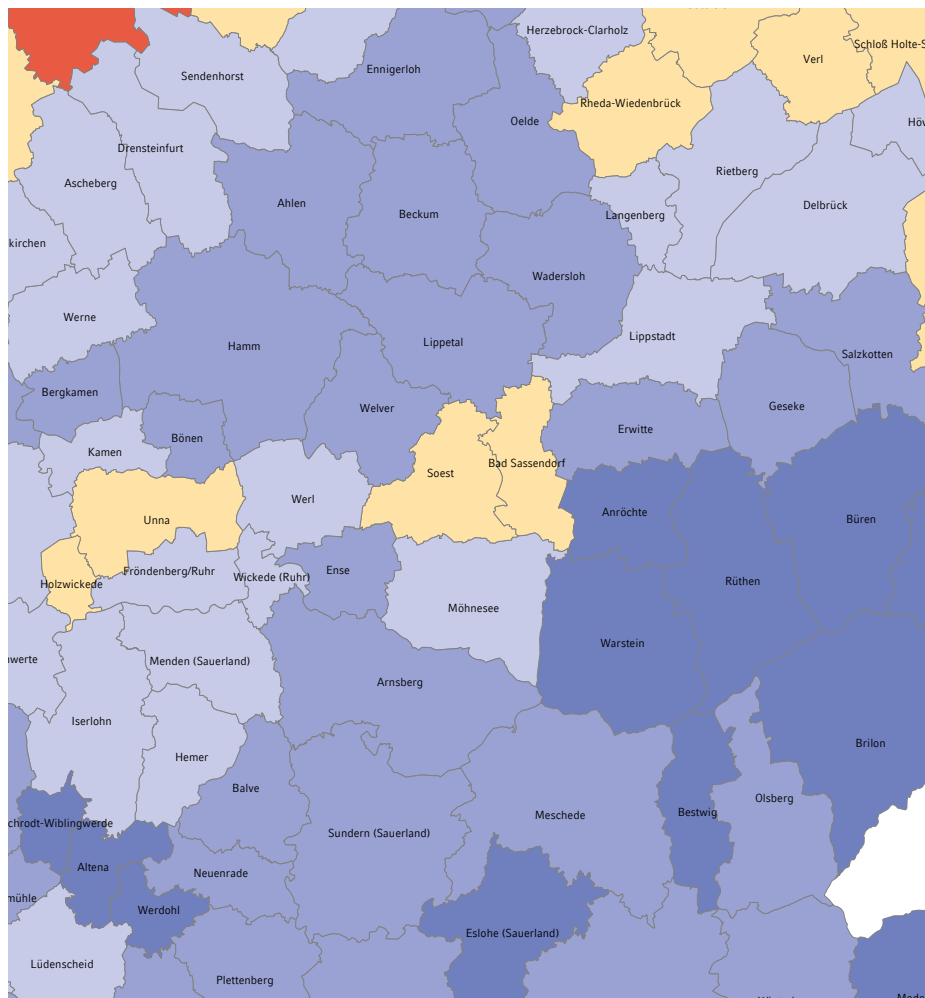 Herzebrock-Clarholz
Schloß Holte-S
Verl
Ennigerloh
Sendenhorst
Rheda-Wiedenbrück
Oelde
Höv
Drensteinfurt
Rietberg
Ascheberg
Ahlen
Delbrück
Beckum
Langenberg
kirchen
Wadersloh
Werne
Lippstadt
Lippetal
Hamm
Salzkotten
Bergkamen
Geseke
Welver
Erwitte
Bönen
Kamen
Bad Sassendorf
Soest
Werl
Anröchte
Unna
Büren
Fröndenberg/Ruhr
Ense
Wickede (Ruhr)
Rüthen
Holzwickede
Möhnesee
Warstein
werte
Menden (Sauerland)
Arnsberg
Iserlohn
Brilon
Hemer
Balve
Olsberg
Bestwig
Meschede
chrodt-Wiblingwerde
Sundern (Sauerland)
Altena
Neuenrade
mühle
Werdohl
Eslohe (Sauerland)
Lüdenscheid
Plettenberg